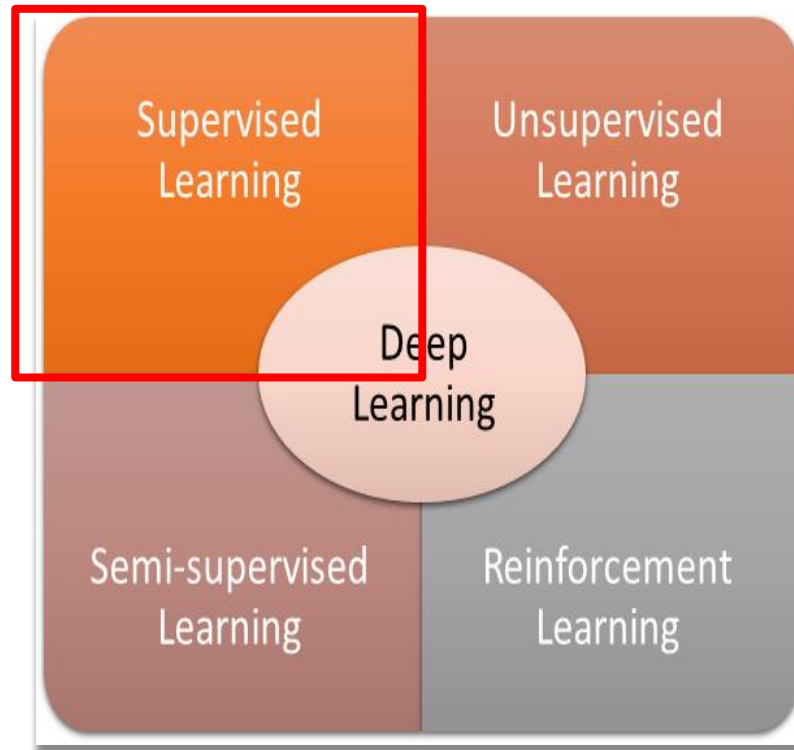 Supervised
Learning
Unsupervised
Learning
Deep
Learning
Semi-supervised
Learning
Reinforcement
Learning